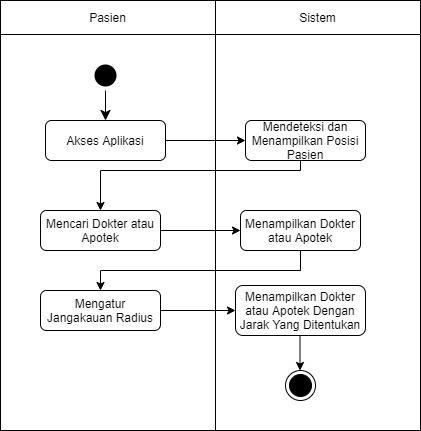 Pasien
Sistem
Akses Aplikasi
Mendeteksi dan
Menampilkan Posisi
Pasien
Mencari Dokter atau
Apotek
Menampilkan Dokter
atau Apotek
Mengatur
Jangakauan Radius
Menampilkan Dokter
atau Apotek Dengan
Jarak Yang Ditentukan